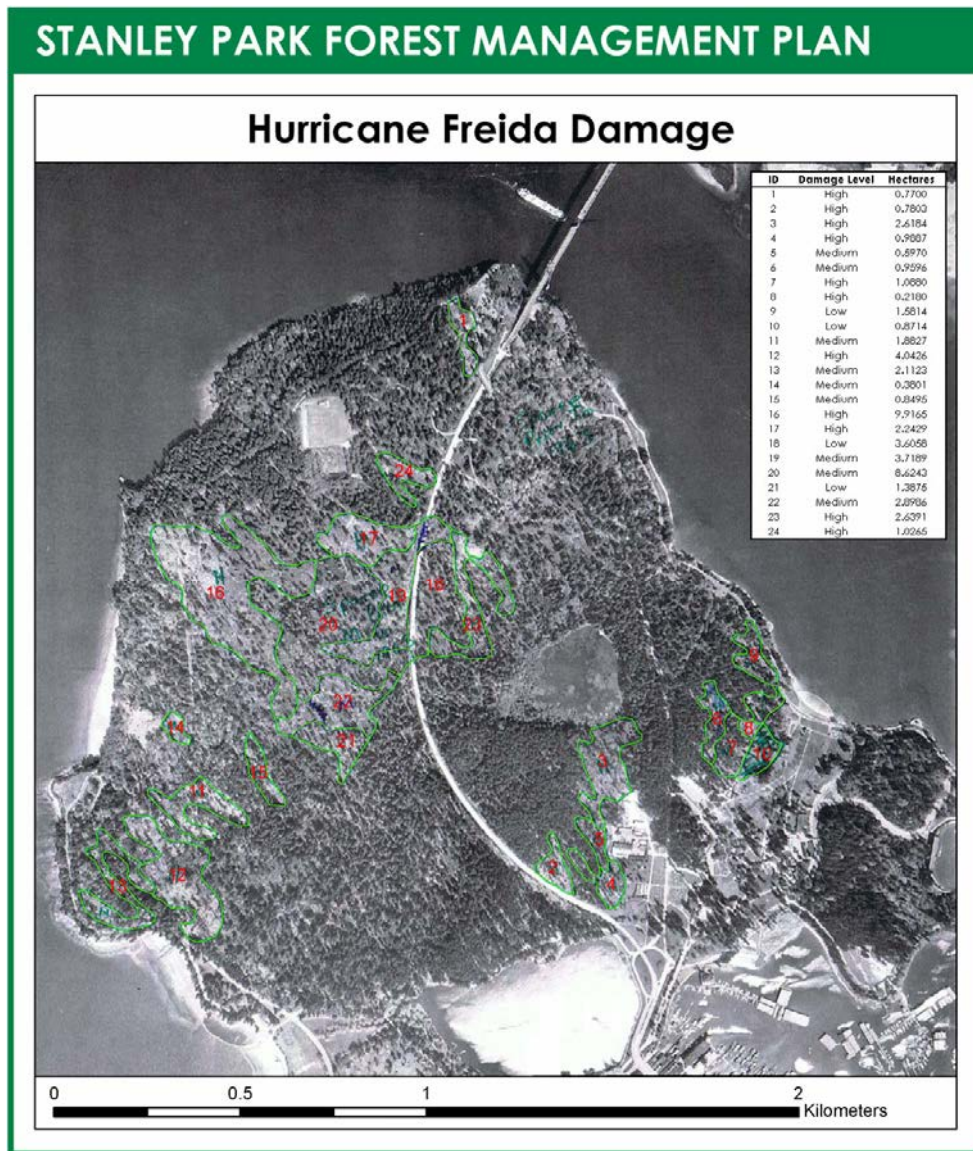 STANLEY PARK FOREST MANAGEMENT PLAN
Hurricane Freida Damage
ID Damage Level Hectares
1 High 0.7700
2 High 0.7803
3 High 2.6184
4 High 0.9887
5 Medium 0.5970
6 Medium 0.9596
7 High 1.0880
8 High 0.2180
9 Low 1.5814
10 Low 0.8714
11 Medium 1.8827
12 High 4.0426
13 Medium 2.1123
14 Medium 0.3801
15 Medium 0.8495
16 High 9.9165
17 High 2.2429
18 Low 3.6058
19 Medium 3.7189
20 Medium 8.6243
21 Low 1.3875
22 Medium 2.8986
23 High 2.6391
24 High 1.0265
1
24
17
16
H
19
18
20
23
22
21
14
15
11
12
13
9
6
8
7
10
3
5
2
4
0 0.5 1 2
Kilometers